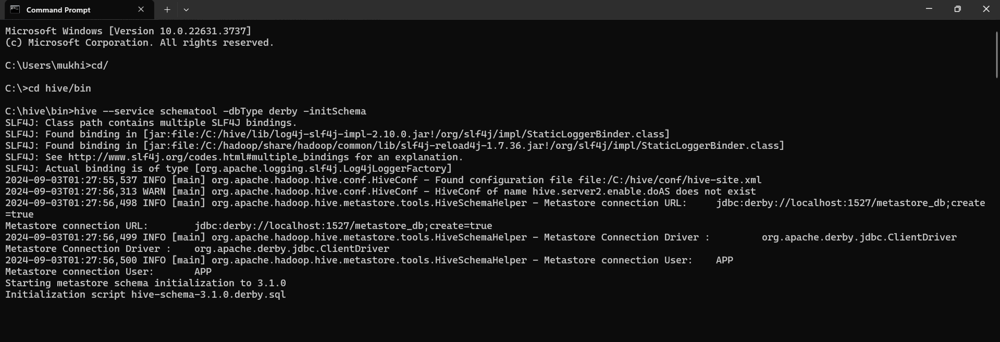 Command Prompt
Microsoft Windows [Version 10.0.22631.3737]
(c) Microsoft Corporation. All rights reserved.
C:\Users\mukhi>cd/
C:\>cd hive/bin
C:\hive\bin>hive --service schematool -dbType derby -initSchema
SLF4J: Class path contains multiple SLF4J bindings.
SLF4J: Found binding in [jar:file:/C:/hive/lib/log4j-slf4j-impl-2.10.0.jar!/org/slf4j/impl/StaticLoggerBinder.class]
SLF4J: Found binding in [jar:file:/C:/hadoop/share/hadoop/common/lib/slf4j-reload4j-1.7.36.jar!/org/slf4j/impl/StaticLoggerBinder.class]
SLF4J: See http://www.slf4j.org/codes.html#multiple_bindings for an explanation.
SLF4J: Actual binding is of type [org.apache.logging.slf4j.Log4jLoggerFactory]
2024-09-03T01:27:55,537 INFO [main] org.apache.hadoop.hive.conf.HiveConf - Found configuration file file:/C:/hive/conf/hive-site.xml
2024-09-03T01:27:56,313 WARN [main] org.apache.hadoop.hive.conf.HiveConf - HiveConf of name hive.server2.enable.doAS does not exist
2024-09-03T01:27:56,498 INFO [main] org.apache.hadoop.hive.metastore.tools.HiveSchemaHelper - Metastore connection URL:     jdbc:derby://localhost:1527/metastore_db;create
=true
Metastore connection URL:        jdbc:derby://localhost:1527/metastore_db;create=true
2024-09-03T01:27:56,499 INFO [main] org.apache.hadoop.hive.metastore.tools.HiveSchemaHelper - Metastore Connection Driver :         org.apache.derby.jdbc.ClientDriver
Metastore Connection Driver :    org.apache.derby.jdbc.ClientDriver
2024-09-03T01:27:56,500 INFO [main] org.apache.hadoop.hive.metastore.tools.HiveSchemaHelper - Metastore connection User:    APP
Metastore connection User:       APP
Starting metastore schema initialization to 3.1.0
Initialization script hive-schema-3.1.0.derby.sql